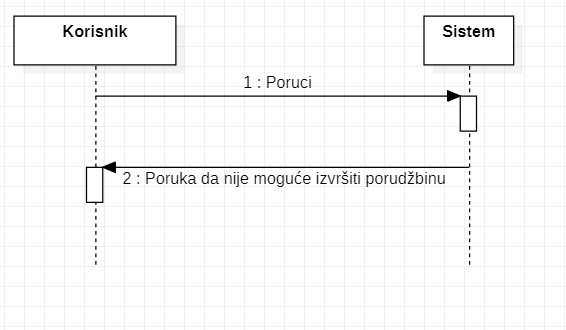 Korisnik
Sistem
1 : Poruci
2 : Poruka da nije moguće izvršiti porudžbinu